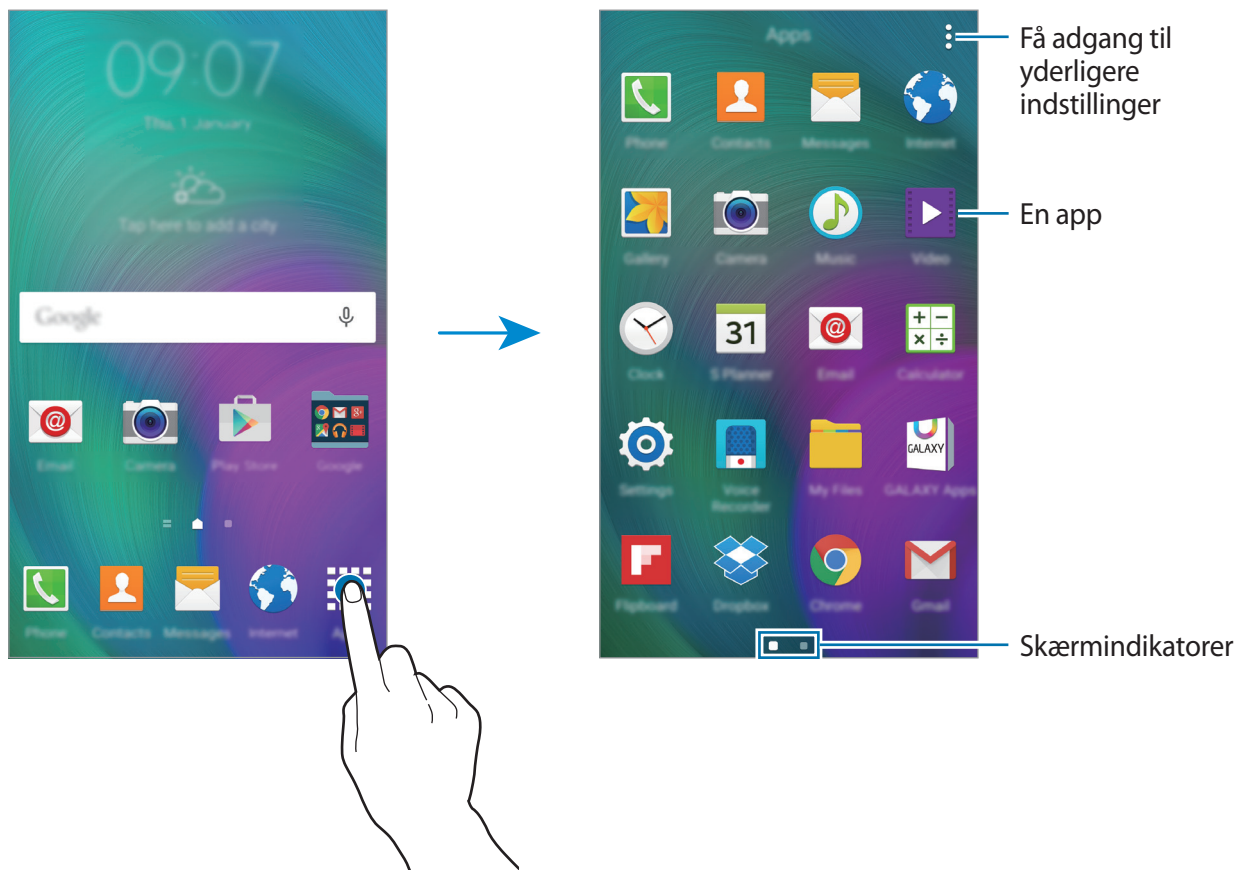 09:07
Thu, 1 January
Tap here to add a city
Google
Email Camera Play Store Google
Phone Contacts Messages Internet
Apps
Phone Contacts Messages Internet
Gallery Camera Music Video
31
Clock S Planner Email Calculator
GALAXY
Settings Voice Recorder My Files GALAXY Apps
Flipboard Dropbox Chrome Gmail
Få adgang til
yderligere
indstillinger
En app
Skærmindikatorer